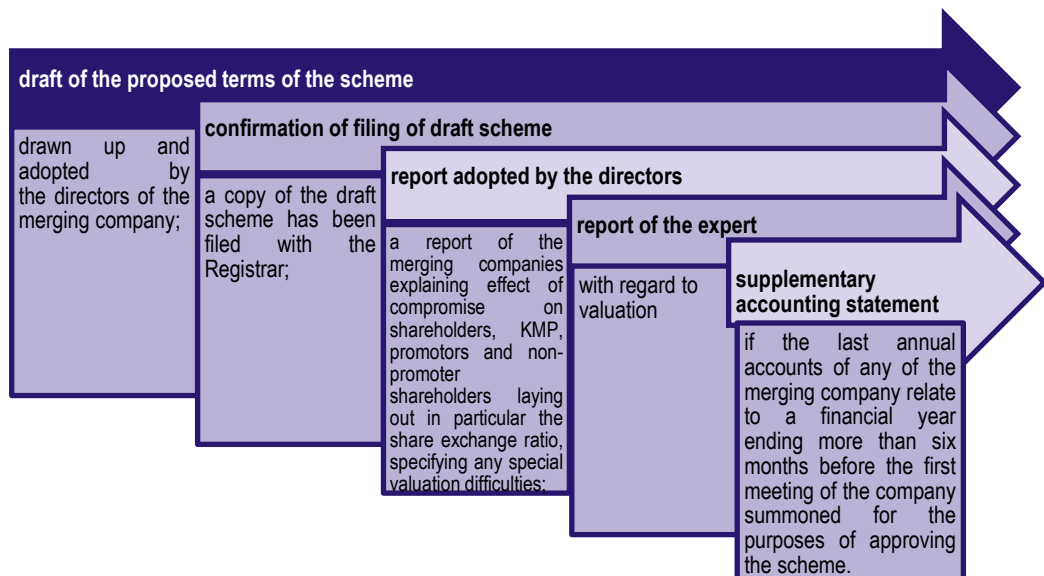 draft of the proposed terms of the scheme
drawn up and
adopted by
the directors of the
merging company;
confirmation of filing of draft scheme
a copy of the draft
scheme has been
filed with the
Registrar;
report adopted by the directors
a report of the
merging companies
explaining effect of
compromise on
shareholders, KMP,
promotors and non-
promoter
shareholders laying
out in particular the
share exchange ratio,
specifying any special
valuation difficulties;
report of the expert
with regard to
valuation
supplementary
accounting statement
if the last annual
accounts of any of the
merging company relate
to a financial year
ending more than six
months before the first
meeting of the company
summoned for the
purposes of approving
the scheme.